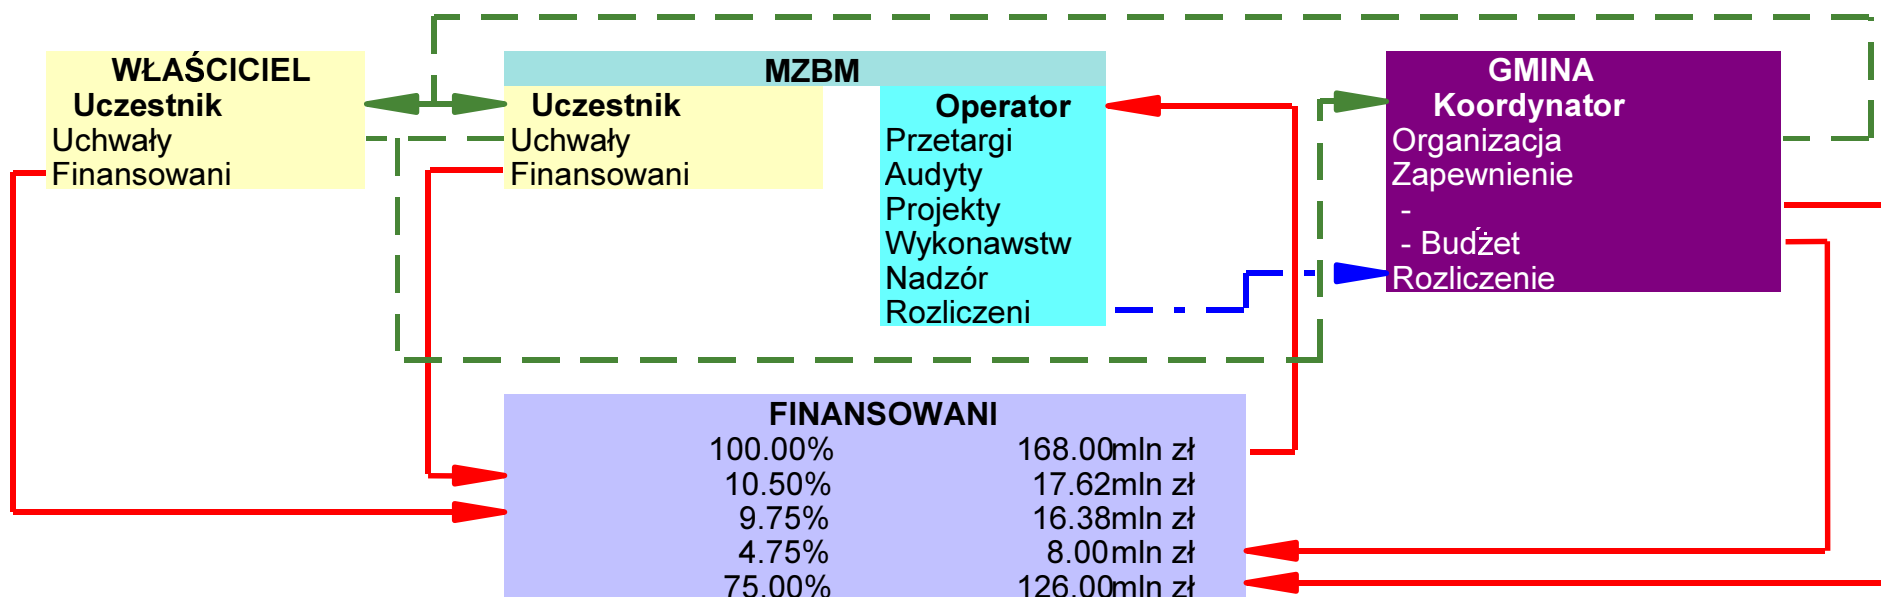 WŁAŚCICIEL
Uczestnik
Uchwały
Finansowani
MZBM
Uczestnik
Uchwały
Finansowani
Operator
Przetargi
Audyty
Projekty
Wykonawstw
Nadzór
Rozliczeni
GMINA
Koordynator
Organizacja
Zapewnienie
-
- Budżet
Rozliczenie
FINANSOWANI
100.00% 168.00mln zł
10.50% 17.62mln zł
9.75% 16.38mln zł
4.75% 8.00mln zł
75.00% 126.00mln zł